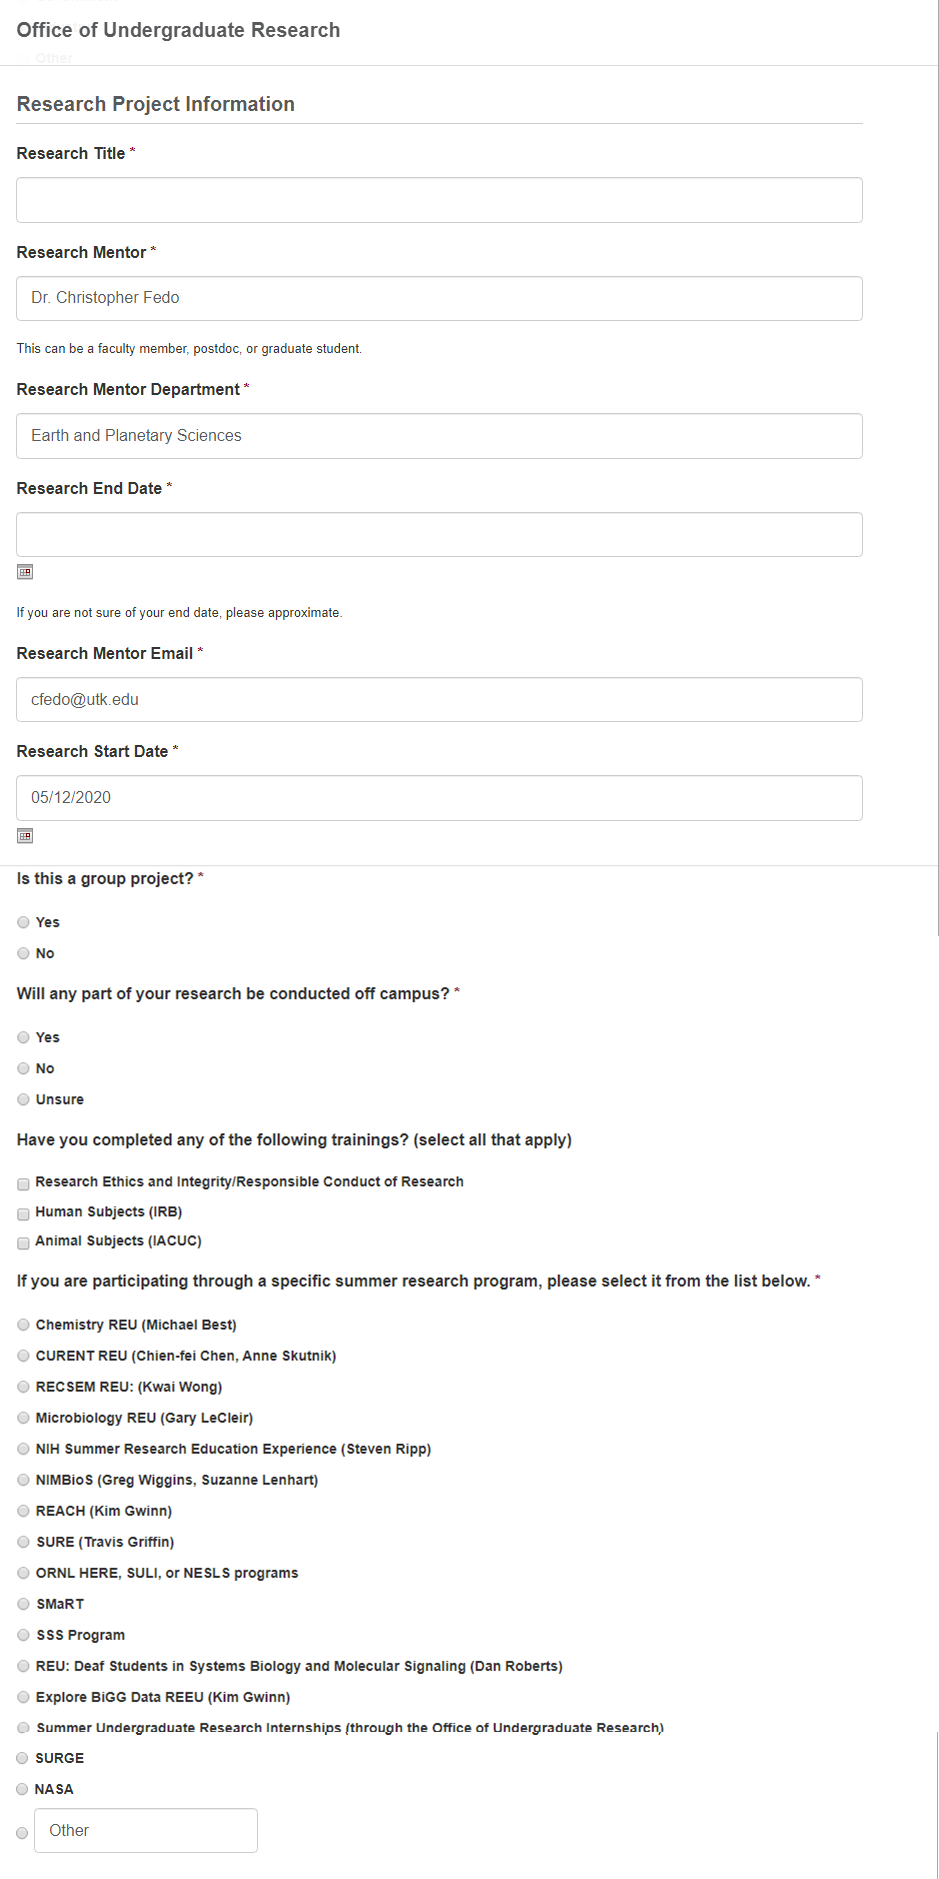 Office of Undergraduate Research
Other
Research Project Information
Research Title *
Research Mentor *
Dr. Christopher Fedo
This can be a faculty member, postdoc, or graduate student.
Research Mentor Department *
Earth and Planetary Sciences
Research End Date *
If you are not sure of your end date, please approximate.
Research Mentor Email *
cfedo@utk.edu
Research Start Date *
05/12/2020
Is this a group project? *
Yes
No
Will any part of your research be conducted off campus? *
Yes
No
Unsure
Have you completed any of the following trainings? (select all that apply)
Research Ethics and Integrity/Responsible Conduct of Research
Human Subjects (IRB)
Animal Subjects (IACUC)
If you are participating through a specific summer research program, please select it from the list below. *
Chemistry REU (Michael Best)
CURENT REU (Chien-fei Chen, Anne Skutnik)
RECSEM REU: (Kwai Wong)
Microbiology REU (Gary LeCleir)
NIH Summer Research Education Experience (Steven Ripp)
NIMBioS (Greg Wiggins, Suzanne Lenhart)
REACH (Kim Gwinn)
SURE (Travis Griffin)
ORNL HERE, SULI, or NESLS programs
SMaRT
SSS Program
REU: Deaf Students in Systems Biology and Molecular Signaling (Dan Roberts)
Explore BiGG Data REEU (Kim Gwinn)
Summer Undergraduate Research Internships (through the Office of Undergraduate Research)
SURGE
NASA
Other